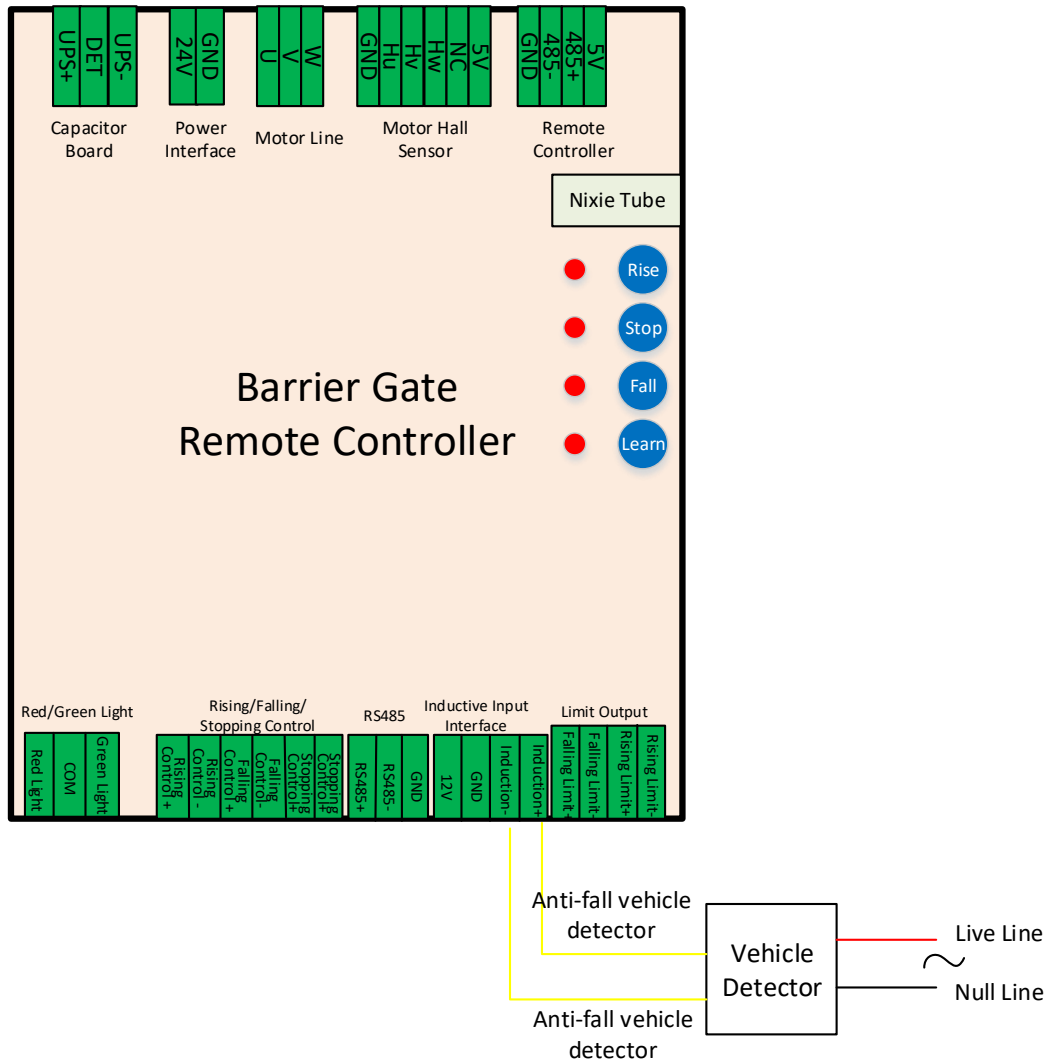 UPS+
DET
UPS-
24V
GND
U
V
W
GND
Hu
Hv
Hw
NC
5V
GND
485-
485+
5V
Capacitor
Board
Power
Interface
Motor Line
Motor Hall
Sensor
Remote
Controller
Nixie Tube
Rise
Stop
Fall
Learn
Barrier Gate
Remote Controller
Red/Green Light
Rising/Falling/
Stopping Control
RS485
Inductive Input
Interface
Limit Output
Red Light
COM
Green Light
Rising
Control +
Rising
Control -
Falling
Control +
Falling
Control-
Stopping
Control+
Stopping
Control+
RS485+
RS485-
GND
12V
GND
Induction-
Induction+
Falling Limit+
Falling Limit-
Rising Limit+
Rising Limit-
Anti-fall vehicle
detector
Vehicle
Detector
Live Line
Null Line
Anti-fall vehicle
detector